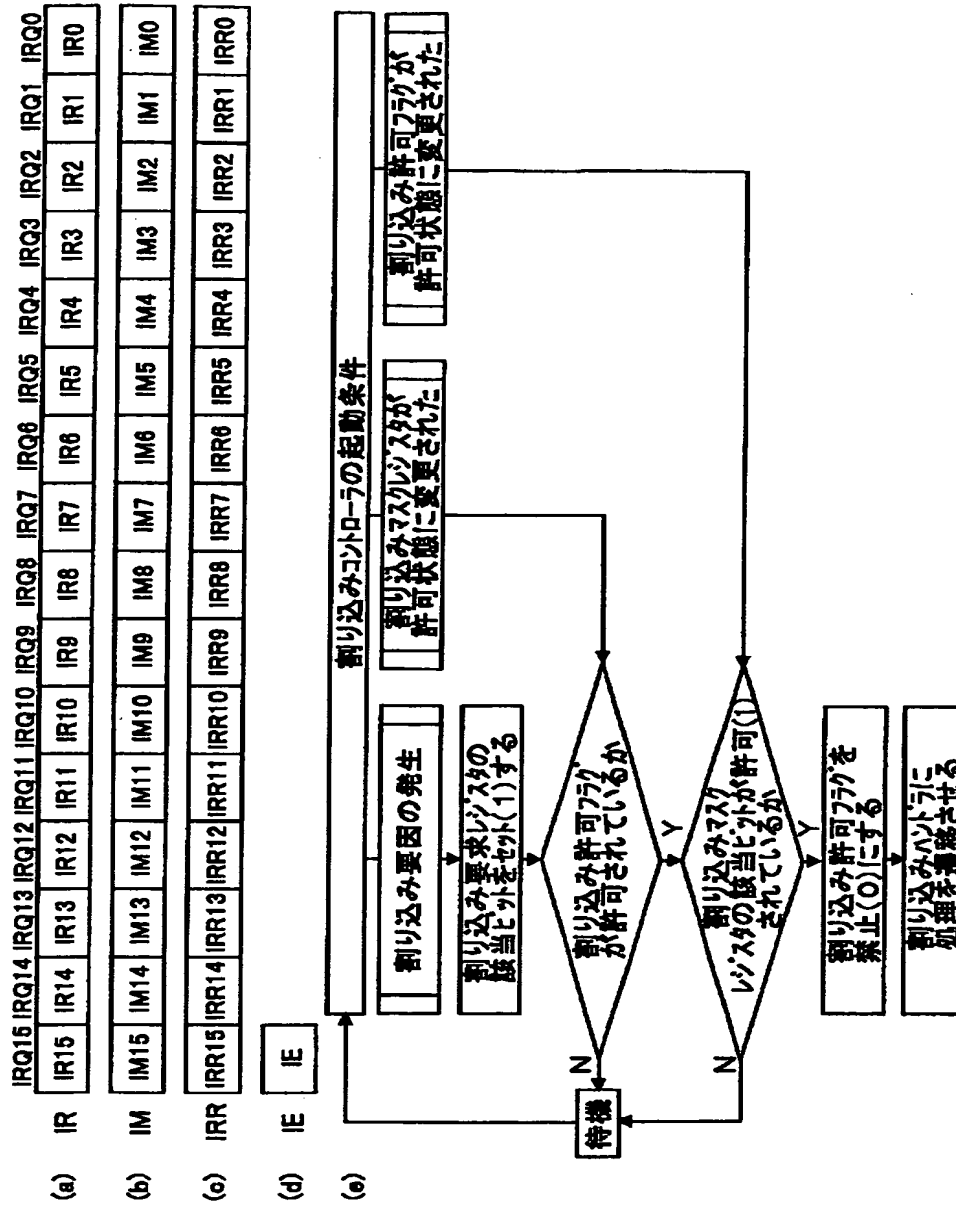 IRQ15 IRQ14 IRQ13 IRQ12 IRQ11 IRQ10 IRQ9 IRQ8 IRQ7 IRQ6 IRQ5 IRQ4 IRQ3 IRQ2 IRQ1 IRQ0
(a) IR IR15 IR14 IR13 IR12 IR11 IR10 IR9 IR8 IR7 IR6 IR5 IR4 IR3 IR2 IR1 IR0
(b) IM IM15 IM14 IM13 IM12 IM11 IM10 IM9 IM8 IM7 IM6 IM5 IM4 IM3 IM2 IM1 IM0
(c) IRR IRR15 IRR14 IRR13 IRR12 IRR11 IRR10 IRR9 IRR8 IRR7 IRR6 IRR5 IRR4 IRR3 IRR2 IRR1 IRR0
(d) IE IE
(e)
割り込みコントローラの起動条件
割り込み要因の発生
割り込みマスクレジスタが
許可状態に変更された
割り込み許可フラグが
許可状態に変更された
割り込み要求レジスタの
該当ビットをセット(1)する
割り込み許可フラグ
が許可されているか
N
待機
Y
割り込みマスク
レジスタの該当ビットが許可(1)
されているか
N
Y
割り込み許可フラグを
禁止(0)にする
割り込みハンドラに
処理を遷移させる